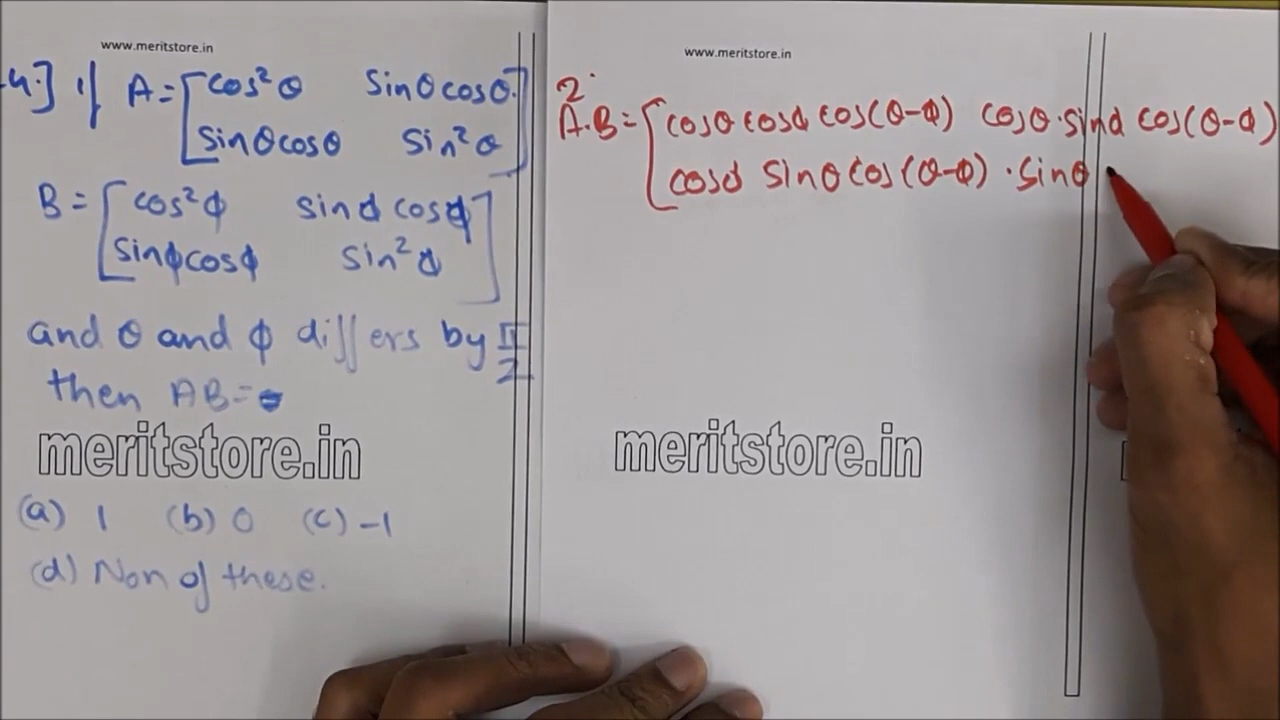 www.meritstore.in
4.] if A = [cos²θ sinθcosθ
sinθcosθ sin²θ]
B = [cos²ϕ sinϕ cosϕ
sinϕcosϕ sin²ϕ]
and θ and ϕ differs by π/2
then AB =
meritstore.in
(a) 1 (b) 0 (c) -1
(d) Non of these.
www.meritstore.in
2
A.B = [cosθ cosϕ cos(θ-ϕ) cosθ·sinϕ cos(θ-ϕ)
cosϕ sinθ cos(θ-ϕ) ·sinθ
meritstore.in